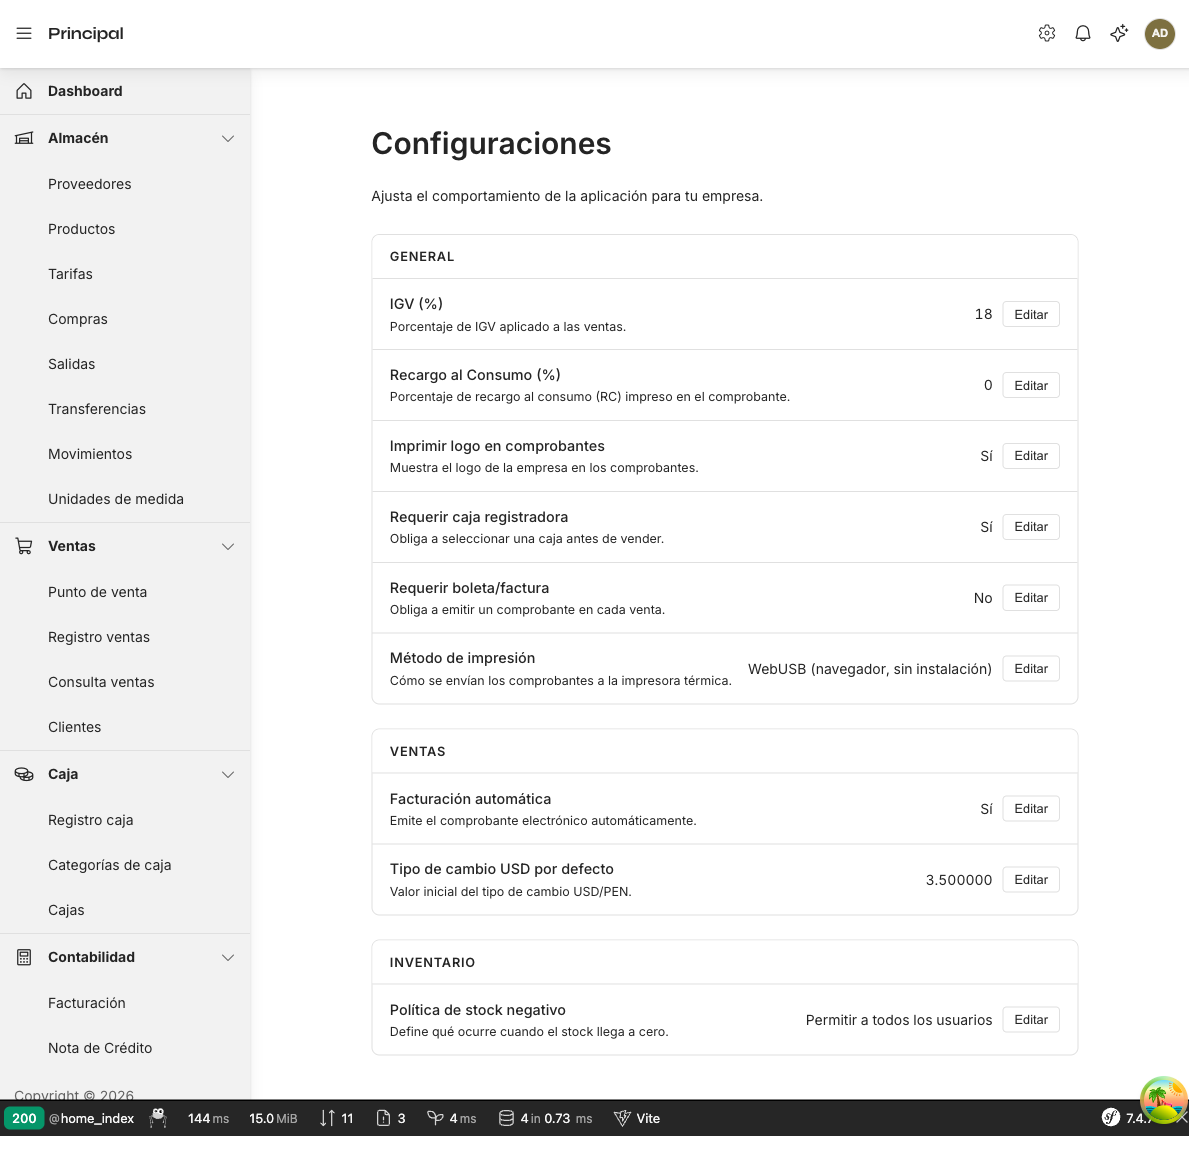 Principal
AD
Dashboard
Almacén
Proveedores
Productos
Tarifas
Compras
Salidas
Transferencias
Movimientos
Unidades de medida
Ventas
Punto de venta
Registro ventas
Consulta ventas
Clientes
Caja
Registro caja
Categorías de caja
Cajas
Contabilidad
Facturación
Nota de Crédito
Copyright © 2026
Configuraciones
Ajusta el comportamiento de la aplicación para tu empresa.
GENERAL
IGV (%)
Porcentaje de IGV aplicado a las ventas.
18 Editar
Recargo al Consumo (%)
Porcentaje de recargo al consumo (RC) impreso en el comprobante.
0 Editar
Imprimir logo en comprobantes
Muestra el logo de la empresa en los comprobantes.
Sí Editar
Requerir caja registradora
Obliga a seleccionar una caja antes de vender.
Sí Editar
Requerir boleta/factura
Obliga a emitir un comprobante en cada venta.
No Editar
Método de impresión
Cómo se envían los comprobantes a la impresora térmica.
WebUSB (navegador, sin instalación) Editar
VENTAS
Facturación automática
Emite el comprobante electrónico automáticamente.
Sí Editar
Tipo de cambio USD por defecto
Valor inicial del tipo de cambio USD/PEN.
3.500000 Editar
INVENTARIO
Política de stock negativo
Define qué ocurre cuando el stock llega a cero.
Permitir a todos los usuarios Editar
200 @home_index 144 ms 15.0 MiB 11 3 4 ms 4 in 0.73 ms Vite sf 7.4.